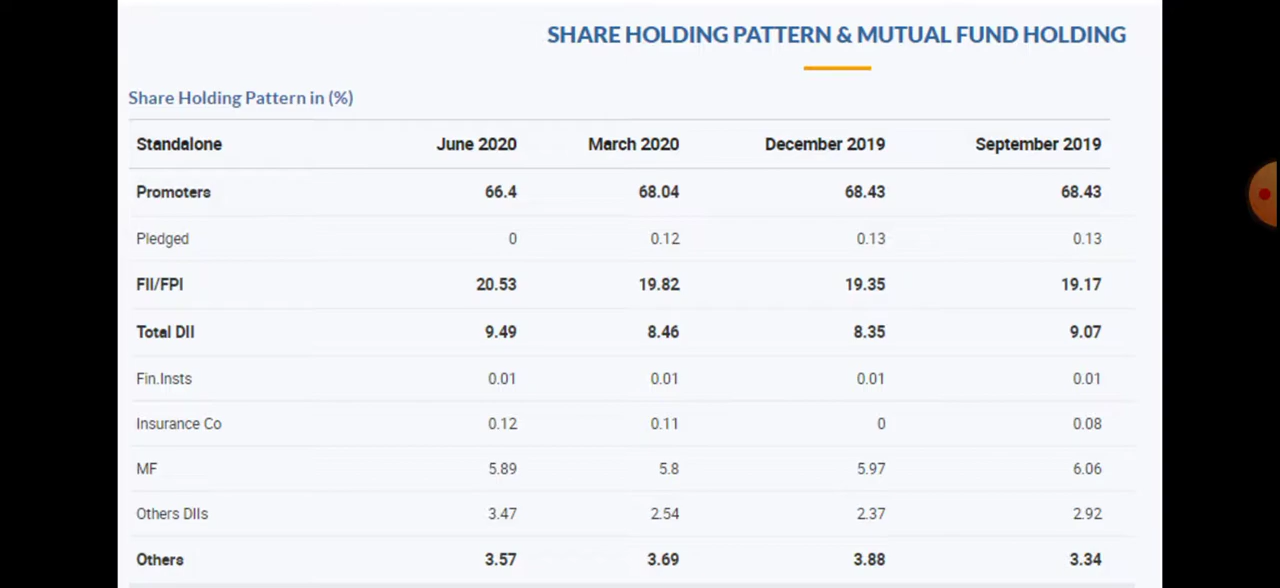 SHARE HOLDING PATTERN & MUTUAL FUND HOLDING
Share Holding Pattern in (%)
Standalone June 2020 March 2020 December 2019 September 2019
Promoters 66.4 68.04 68.43 68.43
Pledged 0 0.12 0.13 0.13
FII/FPI 20.53 19.82 19.35 19.17
Total DII 9.49 8.46 8.35 9.07
Fin.Insts 0.01 0.01 0.01 0.01
Insurance Co 0.12 0.11 0 0.08
MF 5.89 5.8 5.97 6.06
Others DIIs 3.47 2.54 2.37 2.92
Others 3.57 3.69 3.88 3.34